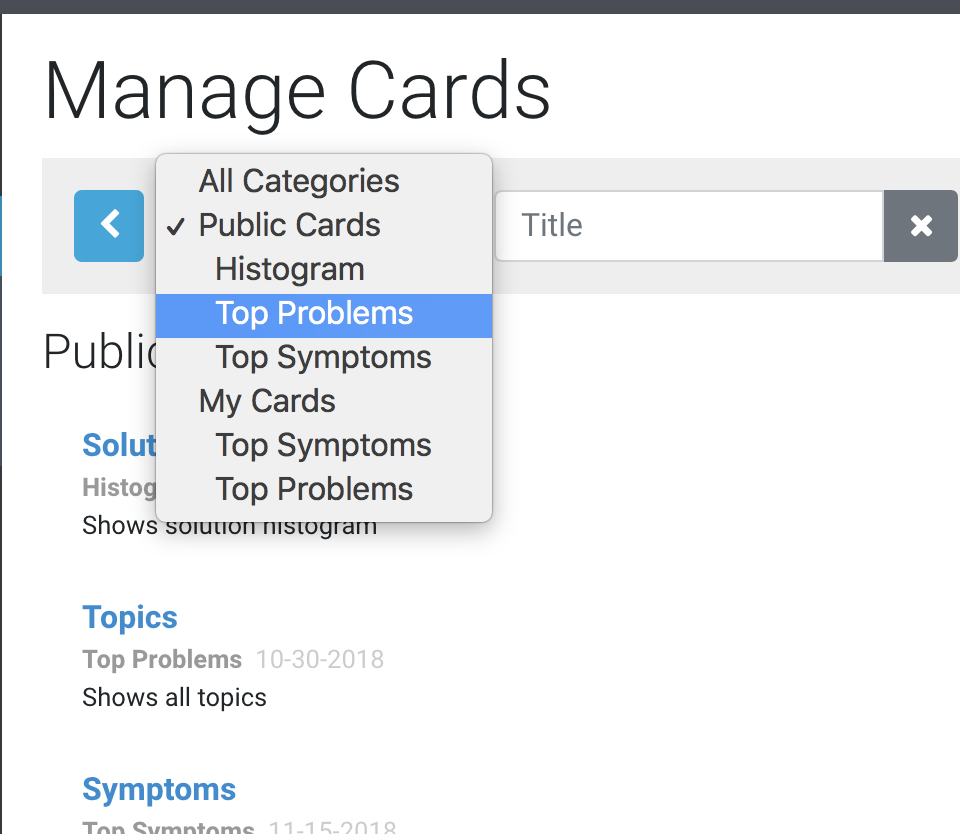 Manage Cards
All Categories
✓ Public Cards
Histogram
Top Problems
Top Symptoms
My Cards
Top Symptoms
Top Problems
Title
Public
Solut
Histog
Shows solution histogram
Topics
Top Problems 10-30-2018
Shows all topics
Symptoms
Top Symptoms 11-15-2018